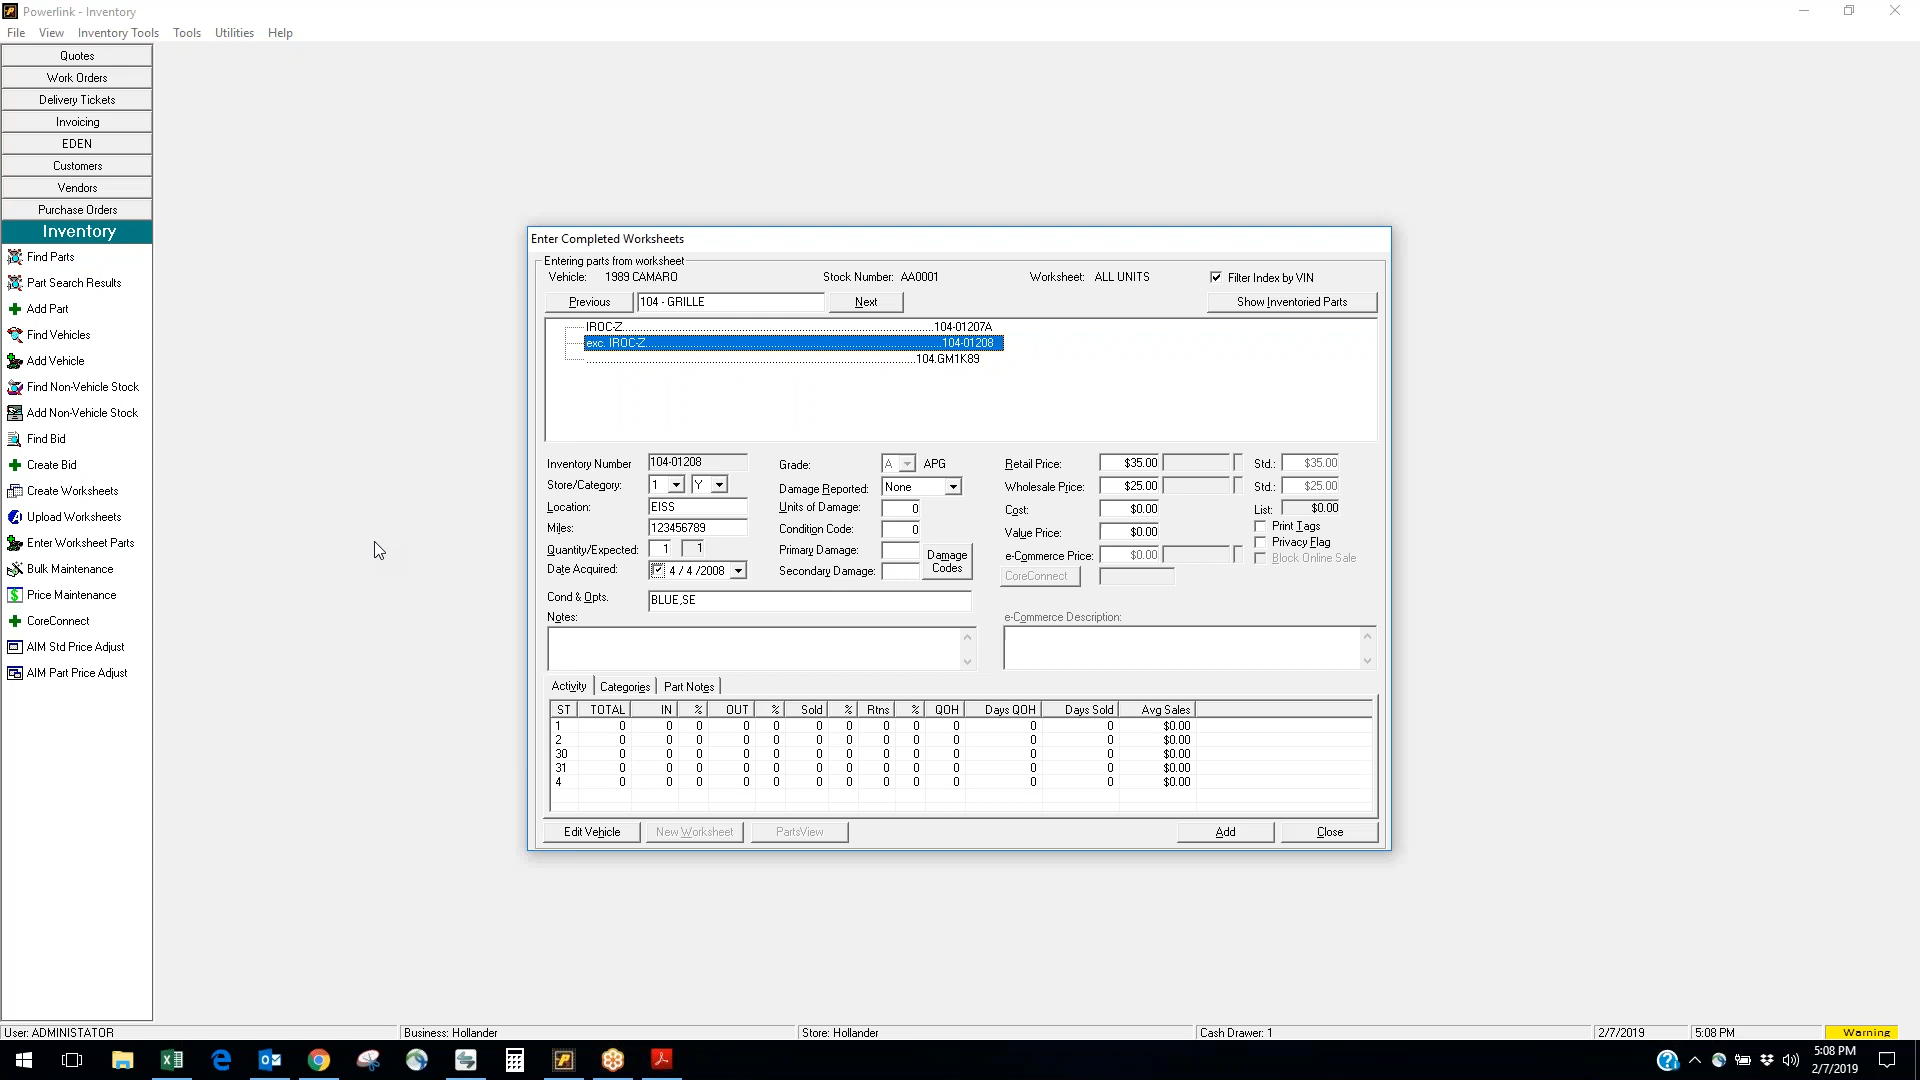 Powerlink - Inventory
File View Inventory Tools Tools Utilities Help
Quotes
Work Orders
Delivery Tickets
Invoicing
EDEN
Customers
Vendors
Purchase Orders
Inventory
Find Parts
Part Search Results
Add Part
Find Vehicles
Add Vehicle
Find Non-Vehicle Stock
Add Non-Vehicle Stock
Find Bid
Create Bid
Create Worksheets
Upload Worksheets
Enter Worksheet Parts
Bulk Maintenance
Price Maintenance
CoreConnect
AIM Std Price Adjust
AIM Part Price Adjust
Enter Completed Worksheets
Entering parts from worksheet
Vehicle: 1989 CAMARO Stock Number: AA0001 Worksheet: ALL UNITS Filter Index by VIN
Previous 104 - GRILLE Next Show Inventoried Parts
IROC-Z 104-01207A
exc. IROC-Z 104-01208
104.GM1K89
Inventory Number 104-01208 Grade: A APG Retail Price: $35.00 Std.: $35.00
Store/Category: 1 Y Damage Reported: None Wholesale Price: $25.00 Std.: $25.00
Location: EISS Units of Damage: 0 Cost: $0.00 List: $0.00
Miles: 123456789 Condition Code: 0 Value Price: $0.00 Print Tags
Quantity/Expected: 1 1 Primary Damage: Damage Codes e-Commerce Price: $0.00 Privacy Flag
Date Acquired: 4 / 4 /2008 Secondary Damage: CoreConnect Block Online Sale
Cond & Opts. BLUE,SE
Notes: e-Commerce Description:
Activity Categories Part Notes
ST TOTAL IN % OUT % Sold % Rtns % QOH Days QOH Days Sold Avg Sales
1 0 0 0 0 0 0 0 0 0 0 0 0 $0.00
2 0 0 0 0 0 0 0 0 0 0 0 0 $0.00
30 0 0 0 0 0 0 0 0 0 0 0 0 $0.00
31 0 0 0 0 0 0 0 0 0 0 0 0 $0.00
4 0 0 0 0 0 0 0 0 0 0 0 0 $0.00
Edit Vehicle New Worksheet PartsView Add Close
User: ADMINISTATOR Business: Hollander Store: Hollander Cash Drawer: 1 2/7/2019 5:08 PM Warning
5:08 PM
2/7/2019